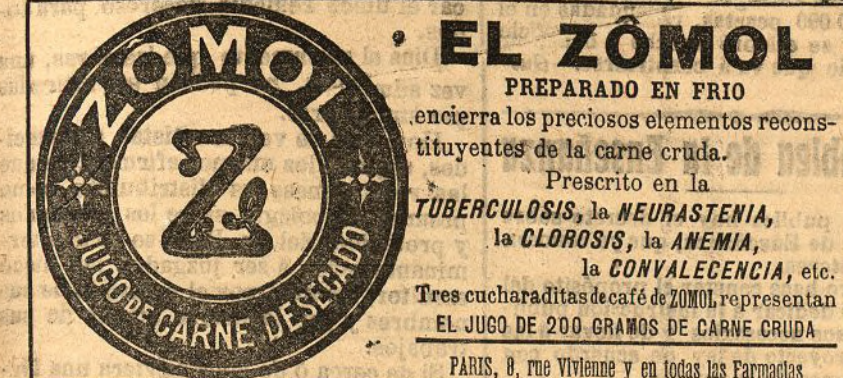 ZÔMOL
Z
JUGO DE CARNE DESECADO
EL ZÔMOL
PREPARADO EN FRIO
encierra los preciosos elementos recons-
tituyentes de la carne cruda.
Prescrito en la
TUBERCULOSIS, la NEURASTENIA,
la CLOROSIS, la ANEMIA,
la CONVALECENCIA, etc.
Tres cucharaditas de café de ZOMOL representan
EL JUGO DE 200 GRAMOS DE CARNE CRUDA
PARIS, 8, rue Vivienne y en todas las Farmacias